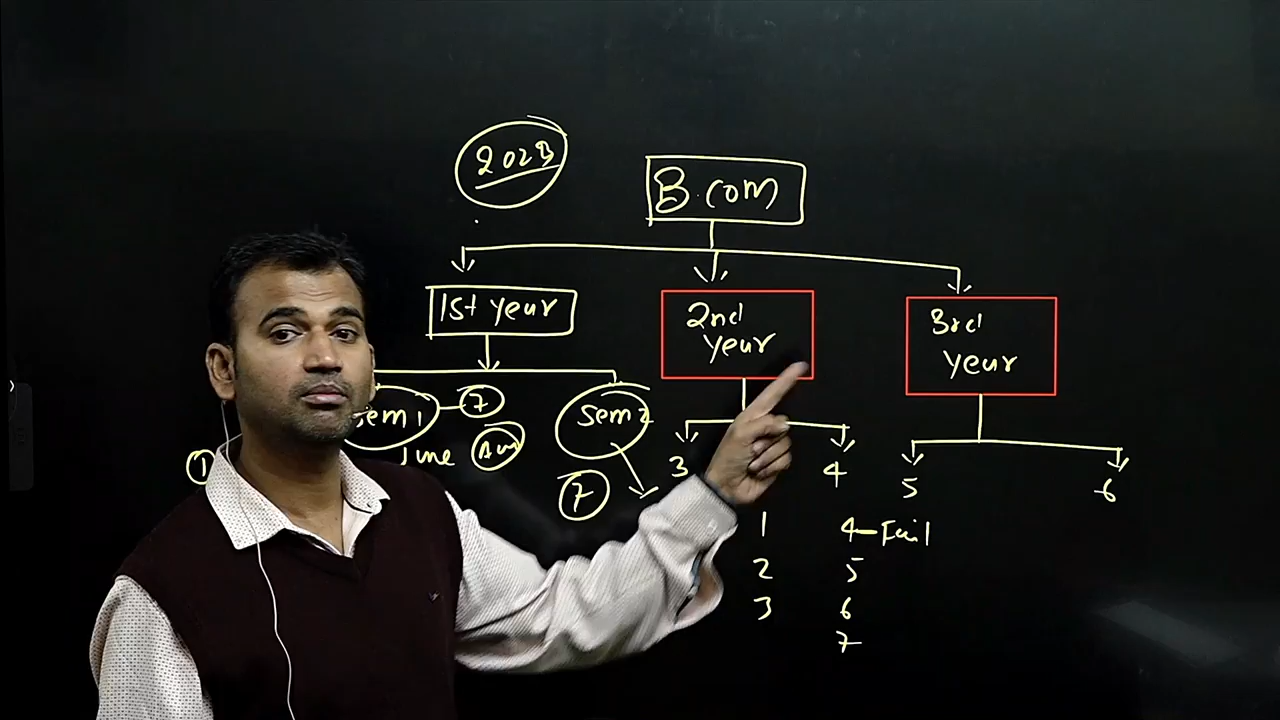 2023
B.com
1st year
2nd
year
3rd
year
sem 1 7
June
sem 2
7
1
3
4
5
6
1
2
3
4 Fail
5
6
7